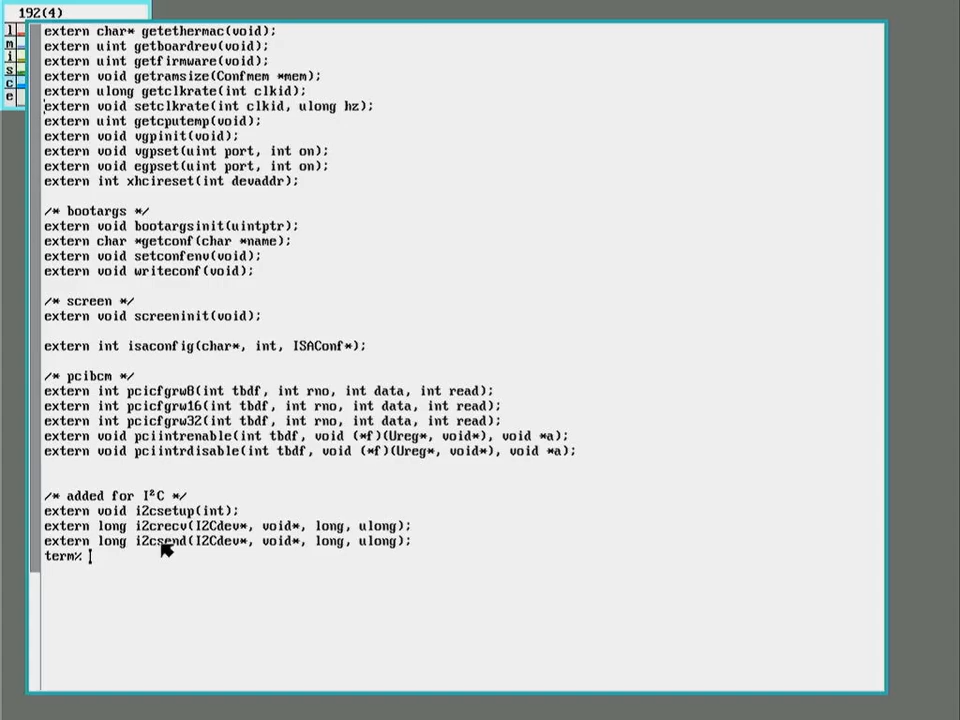 192(4)
l
m
i
s
c
e
extern char* getethermac(void);
extern uint getboardrev(void);
extern uint getfirmware(void);
extern void getramsize(Confmem *mem);
extern ulong getclkrate(int clkid);
extern void setclkrate(int clkid, ulong hz);
extern uint getcputemp(void);
extern void vgpinit(void);
extern void vgpset(uint port, int on);
extern void egpset(uint port, int on);
extern int xhcireset(int devaddr);
/* bootargs */
extern void bootargsinit(uintptr);
extern char *getconf(char *name);
extern void setconfenv(void);
extern void writeconf(void);
/* screen */
extern void screeninit(void);
extern int isaconfig(char*, int, ISAConf*);
/* pcibcm */
extern int pcicfgrw8(int tbdf, int rno, int data, int read);
extern int pcicfgrw16(int tbdf, int rno, int data, int read);
extern int pcicfgrw32(int tbdf, int rno, int data, int read);
extern void pciintrenable(int tbdf, void (*f)(Ureg*, void*), void *a);
extern void pciintrdisable(int tbdf, void (*f)(Ureg*, void*), void *a);
/* added for I²C */
extern void i2csetup(int);
extern long i2crecv(I2Cdev*, void*, long, ulong);
extern long i2csend(I2Cdev*, void*, long, ulong);
term%